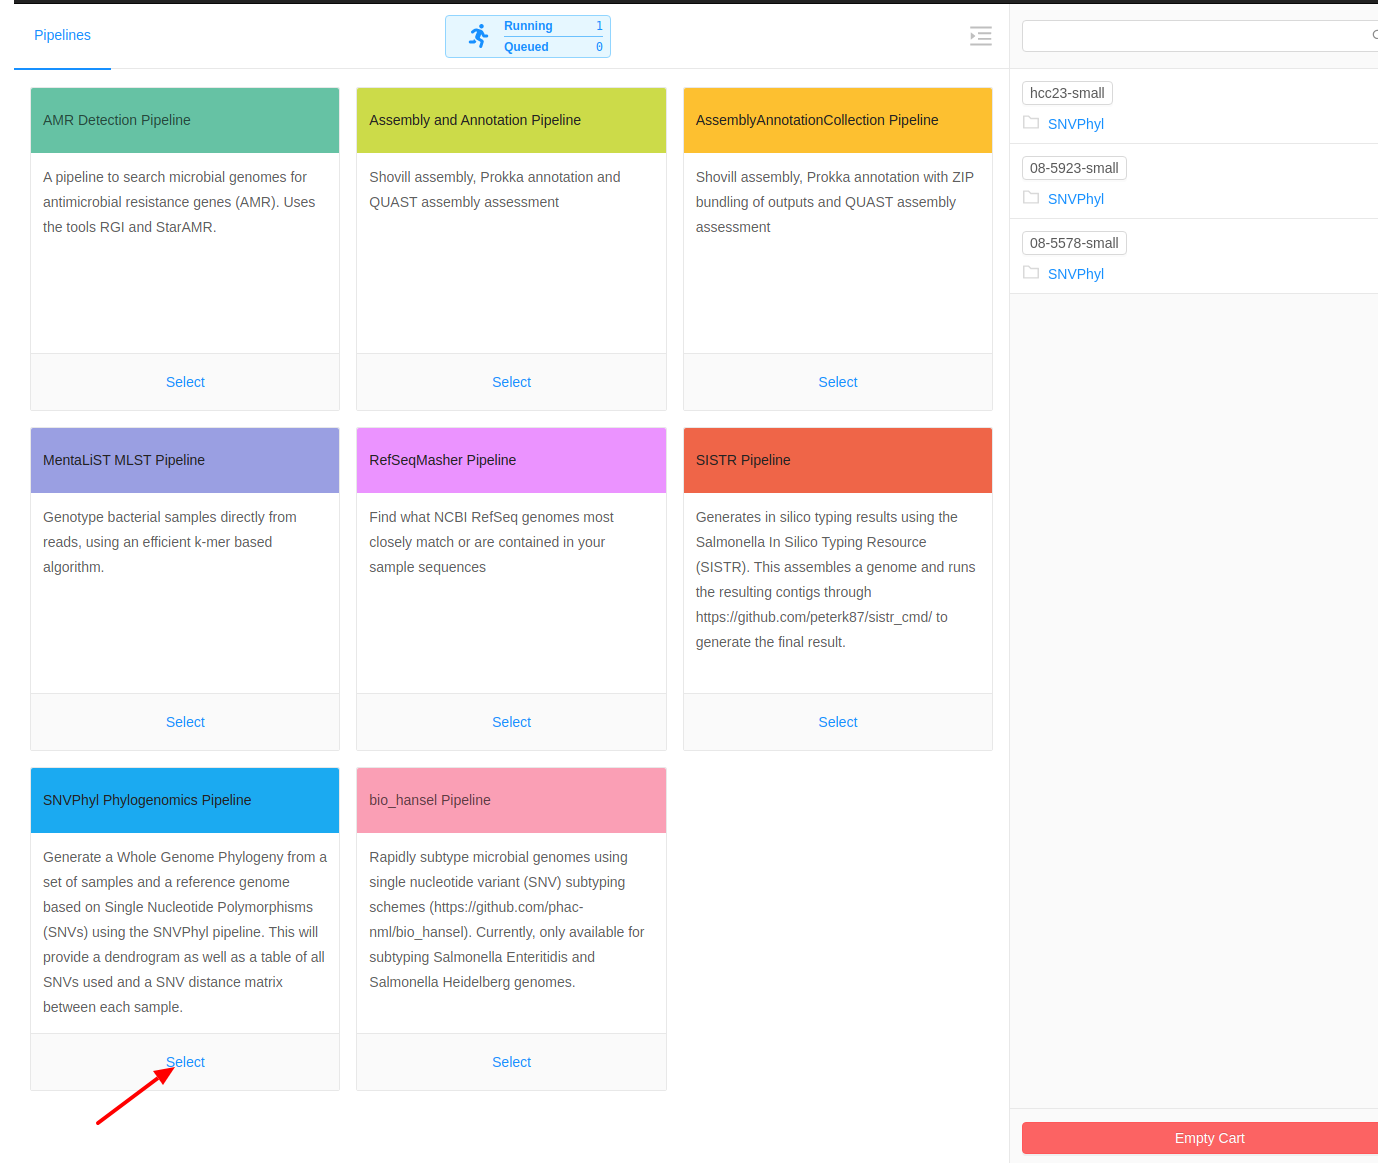 Pipelines
Running 1
Queued 0
AMR Detection Pipeline
A pipeline to search microbial genomes for
antimicrobial resistance genes (AMR). Uses
the tools RGI and StarAMR.
Select
Assembly and Annotation Pipeline
Shovill assembly, Prokka annotation and
QUAST assembly assessment
Select
AssemblyAnnotationCollection Pipeline
Shovill assembly, Prokka annotation with ZIP
bundling of outputs and QUAST assembly
assessment
Select
MentaLiST MLST Pipeline
Genotype bacterial samples directly from
reads, using an efficient k-mer based
algorithm.
Select
RefSeqMasher Pipeline
Find what NCBI RefSeq genomes most
closely match or are contained in your
sample sequences
Select
SISTR Pipeline
Generates in silico typing results using the
Salmonella In Silico Typing Resource
(SISTR). This assembles a genome and runs
the resulting contigs through
https://github.com/peterk87/sistr_cmd/ to
generate the final result.
Select
SNVPhyl Phylogenomics Pipeline
Generate a Whole Genome Phylogeny from a
set of samples and a reference genome
based on Single Nucleotide Polymorphisms
(SNVs) using the SNVPhyl pipeline. This will
provide a dendrogram as well as a table of all
SNVs used and a SNV distance matrix
between each sample.
Select
bio_hansel Pipeline
Rapidly subtype microbial genomes using
single nucleotide variant (SNV) subtyping
schemes (https://github.com/phac-
nml/bio_hansel). Currently, only available for
subtyping Salmonella Enteritidis and
Salmonella Heidelberg genomes.
Select
hcc23-small
SNVPhyl
08-5923-small
SNVPhyl
08-5578-small
SNVPhyl
Empty Cart